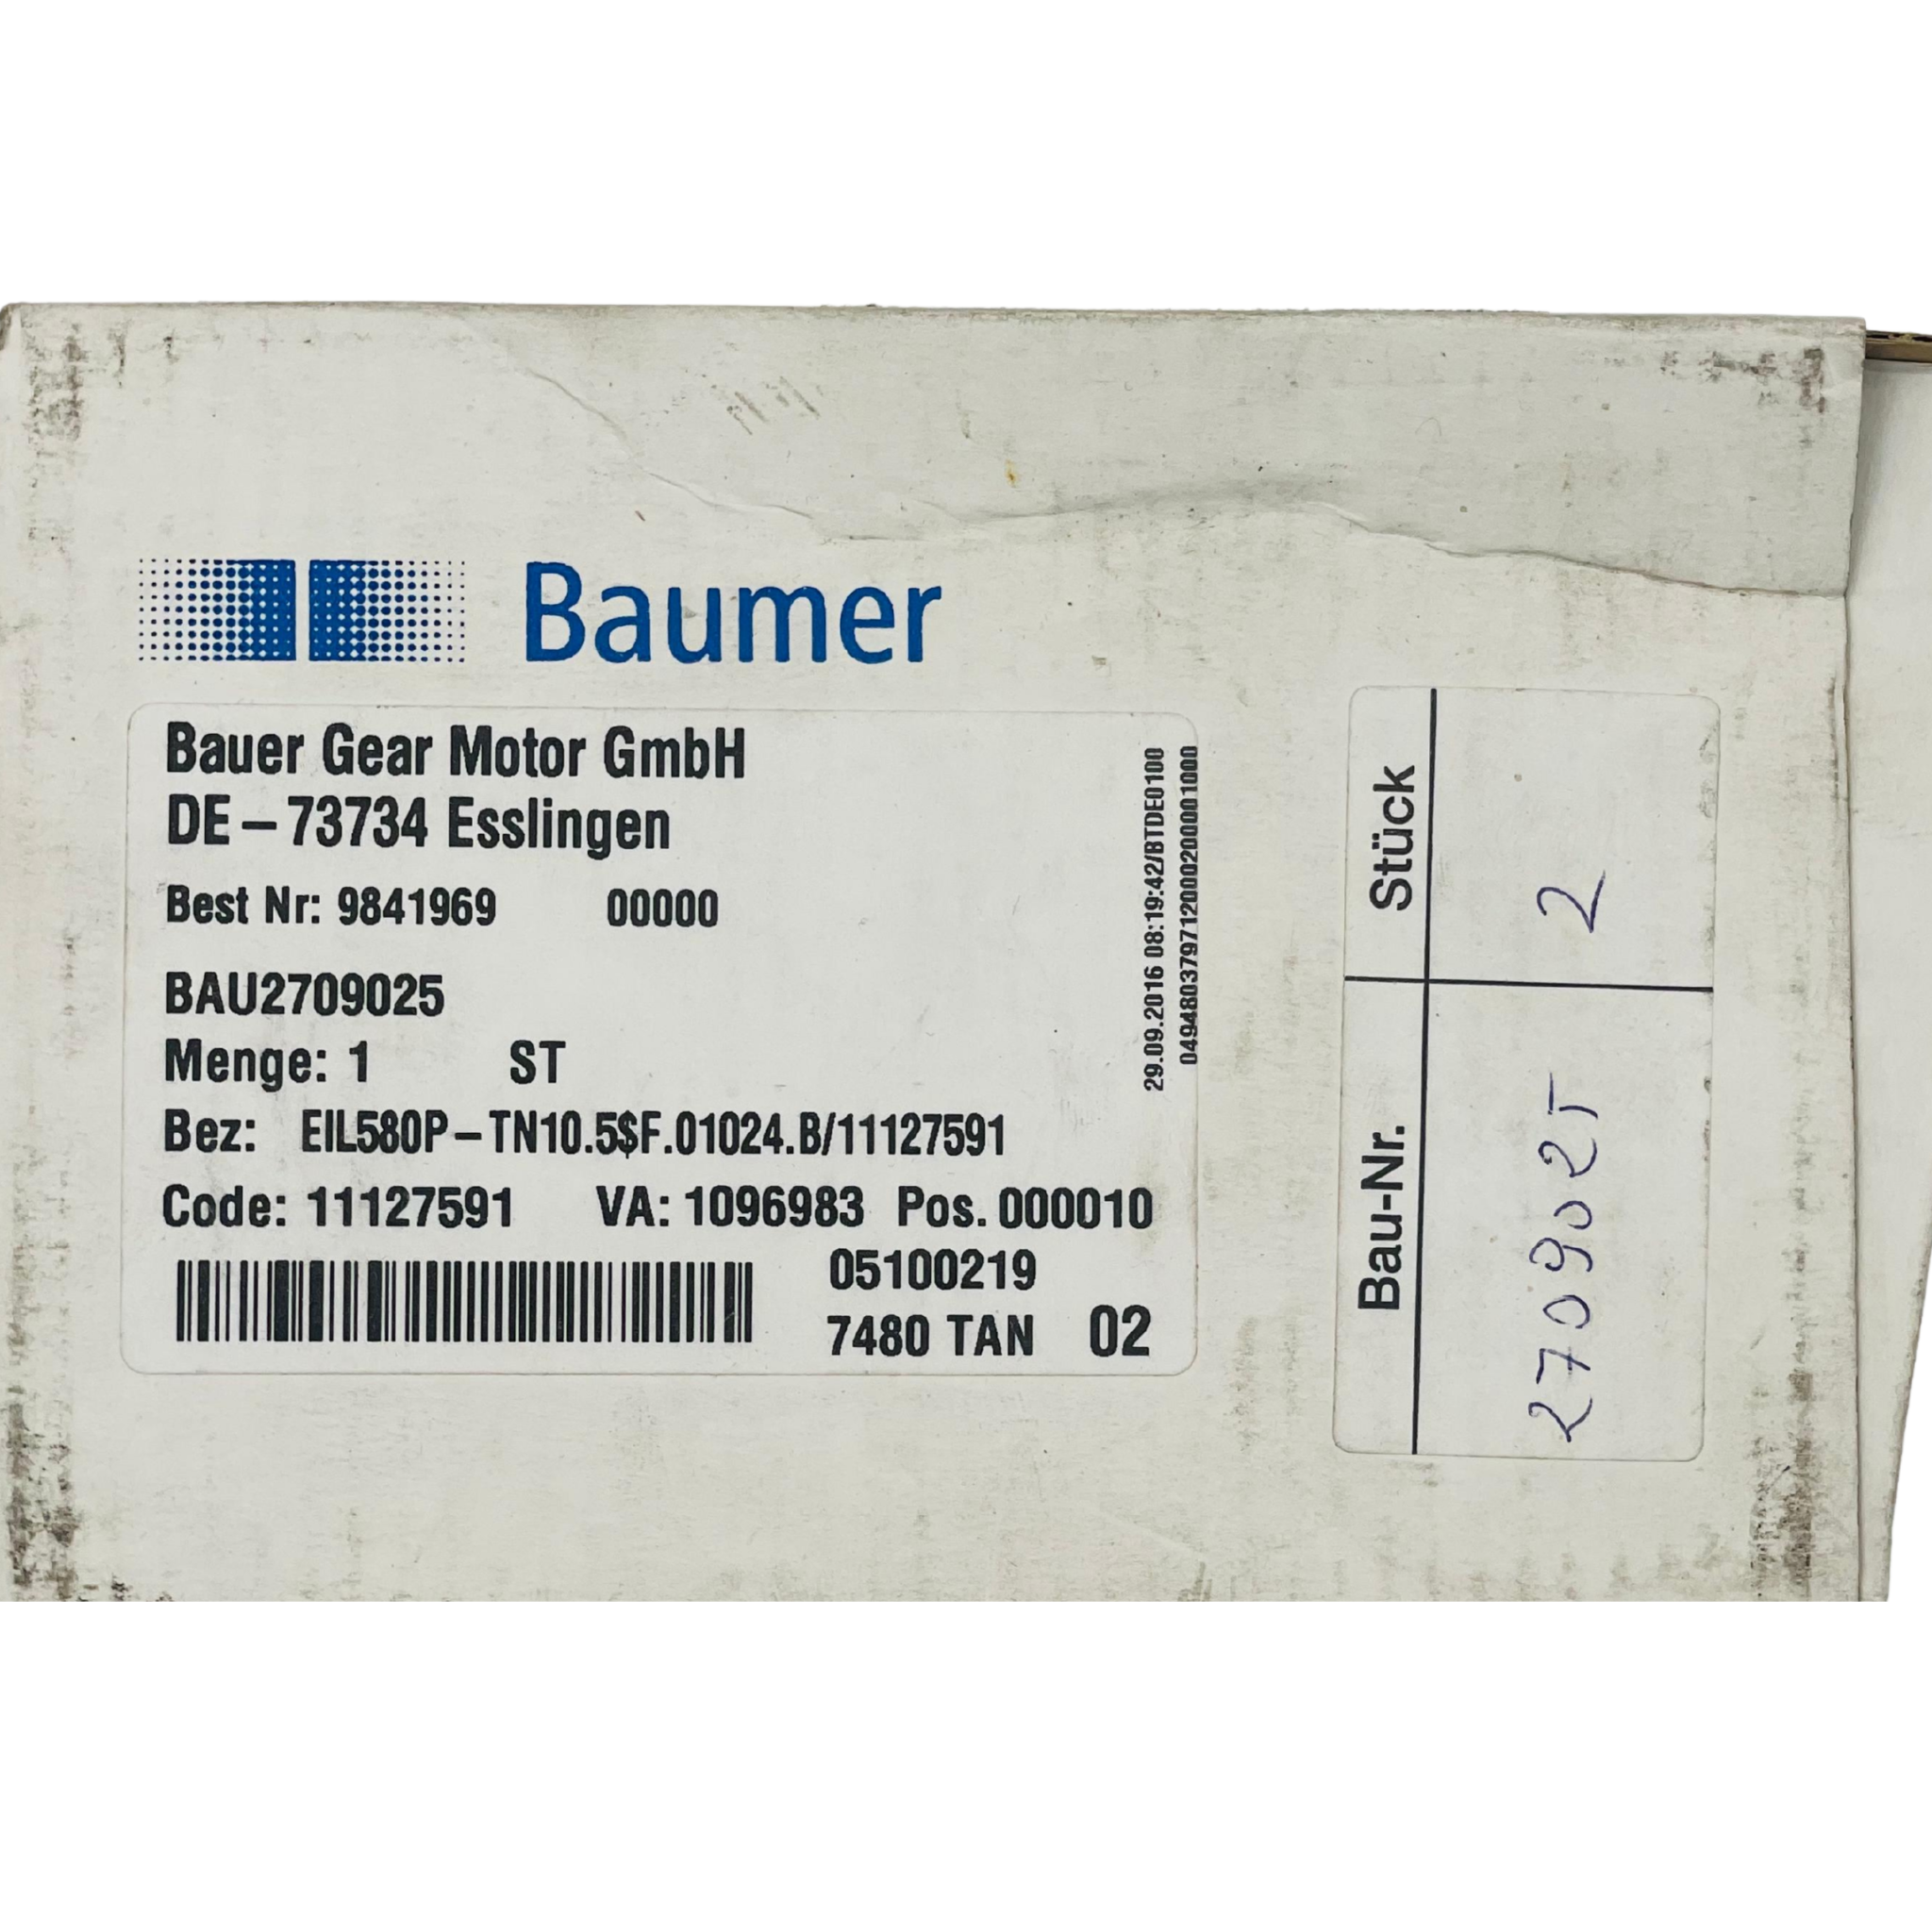 Baumer
Bauer Gear Motor GmbH
DE-73734 Esslingen
Best Nr: 9841969 00000
BAU2709025
Menge: 1 ST
Bez: EIL580P-TN10.5$F.01024.B/11127591
Code: 11127591 VA: 1096983 Pos. 000010
05100219
7480 TAN 02
29.09.2016 08:19:42/BTDE0100
Bau-Nr. Stück
2709025 2